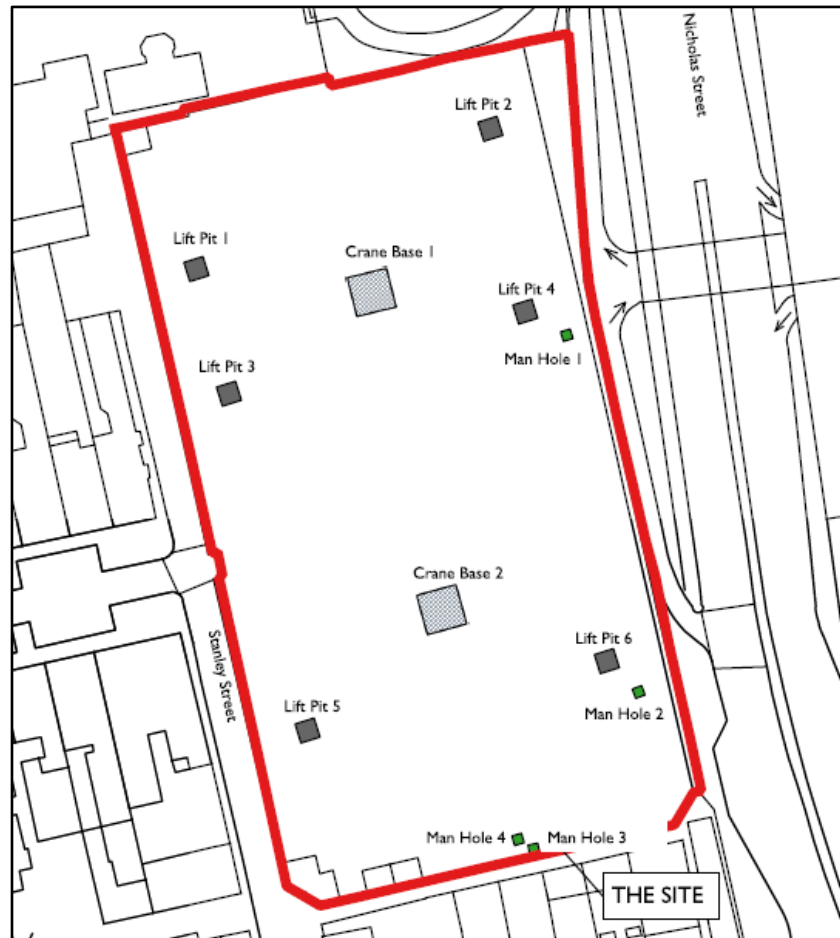 Nicholas Street
Lift Pit 2
Lift Pit 1
Crane Base 1
Lift Pit 4
Man Hole 1
Lift Pit 3
Crane Base 2
Lift Pit 6
Stanley Street
Lift Pit 5
Man Hole 2
Man Hole 4
Man Hole 3
THE SITE